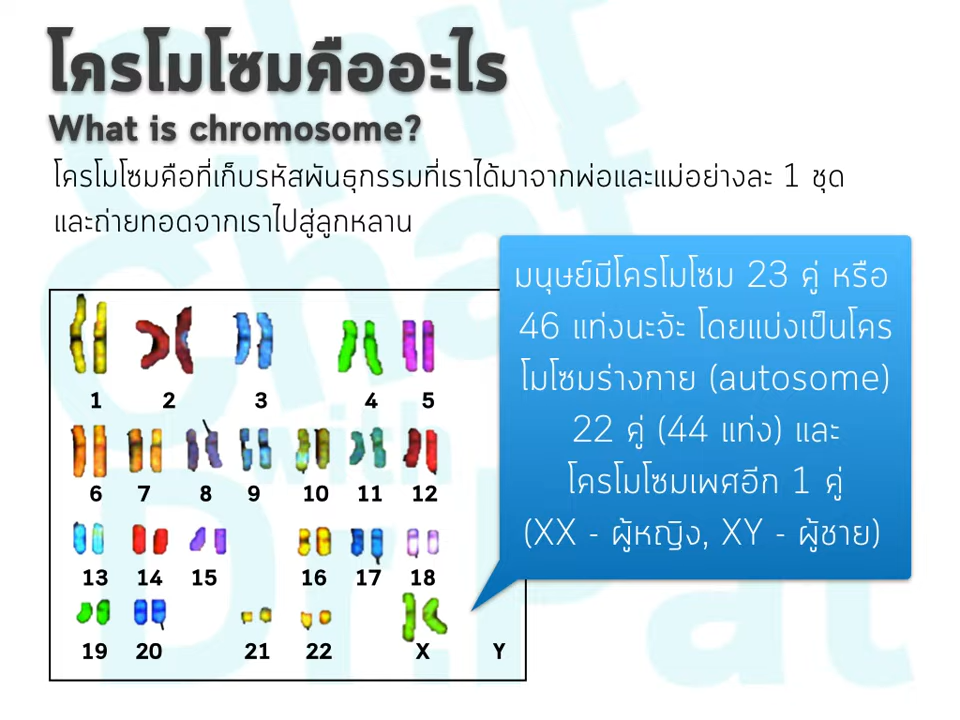 โครโมโซมคืออะไร
What is chromosome?
โครโมโซมคือที่เก็บรหัสพันธุกรรมที่เราได้มาจากพ่อและแม่อย่างละ 1 ชุด
และถ่ายทอดจากเราไปสู่ลูกหลาน
มนุษย์มีโครโมโซม 23 คู่ หรือ
46 แท่งนะจ้ะ โดยแบ่งเป็นโคร
โมโซมร่างกาย (autosome)
22 คู่ (44 แท่ง) และ
โครโมโซมเพศอีก 1 คู่
(XX - ผู้หญิง, XY - ผู้ชาย)
1 2 3 4 5
6 7 8 9 10 11 12
13 14 15 16 17 18
19 20 21 22 X Y
Chit
Chat
with
Dr.Pat